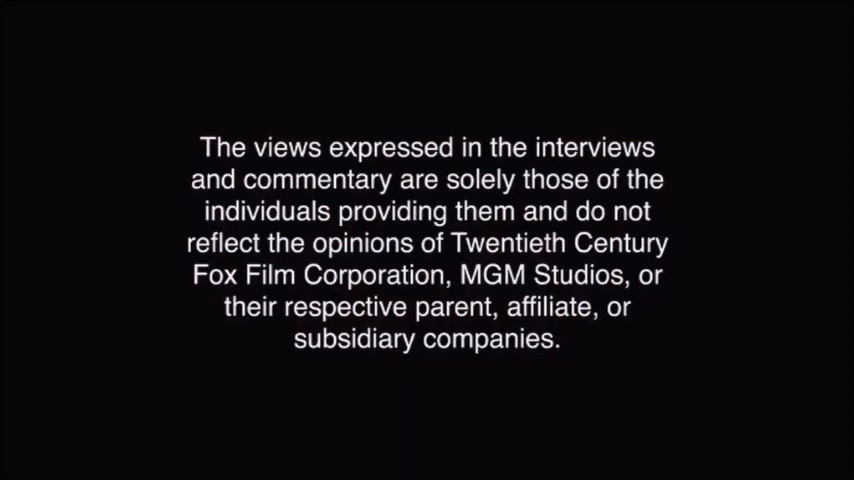 The views expressed in the interviews
and commentary are solely those of the
individuals providing them and do not
reflect the opinions of Twentieth Century
Fox Film Corporation, MGM Studios, or
their respective parent, affiliate, or
subsidiary companies.